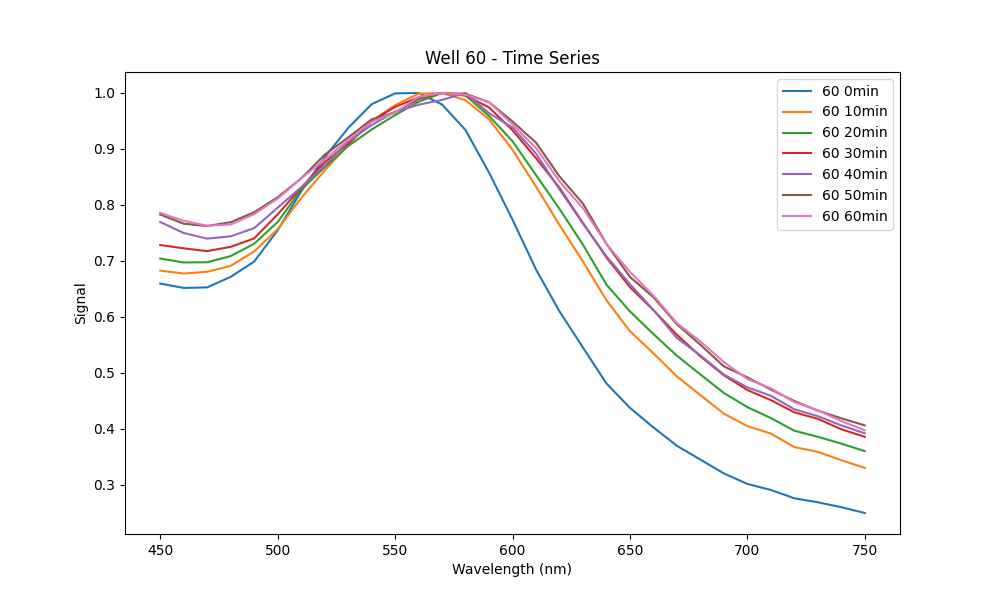 Well 60 - Time Series
1.0
0.9
0.8
0.7
0.6
0.5
0.4
0.3
Signal
60 0min
60 10min
60 20min
60 30min
60 40min
60 50min
60 60min
450 500 550 600 650 700 750
Wavelength (nm)